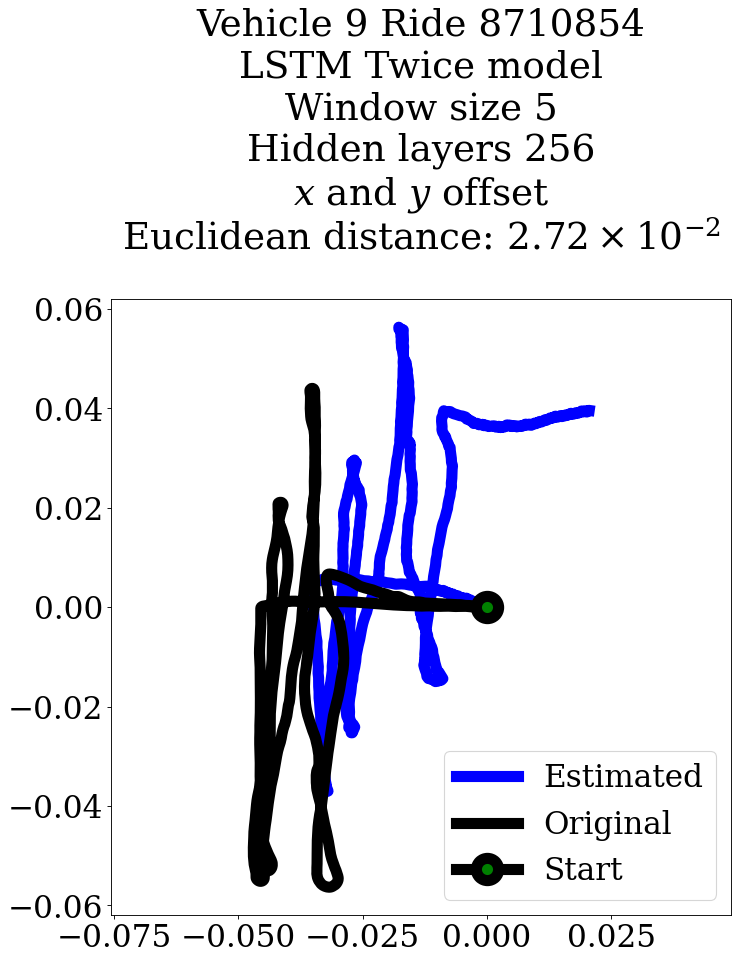 Vehicle 9 Ride 8710854
LSTM Twice model
Window size 5
Hidden layers 256
x and y offset
Euclidean distance: 2.72 × 10⁻²
0.06
0.04
0.02
0.00
−0.02
−0.04
−0.06
Estimated
Original
Start
−0.075 −0.050 −0.025 0.000 0.025